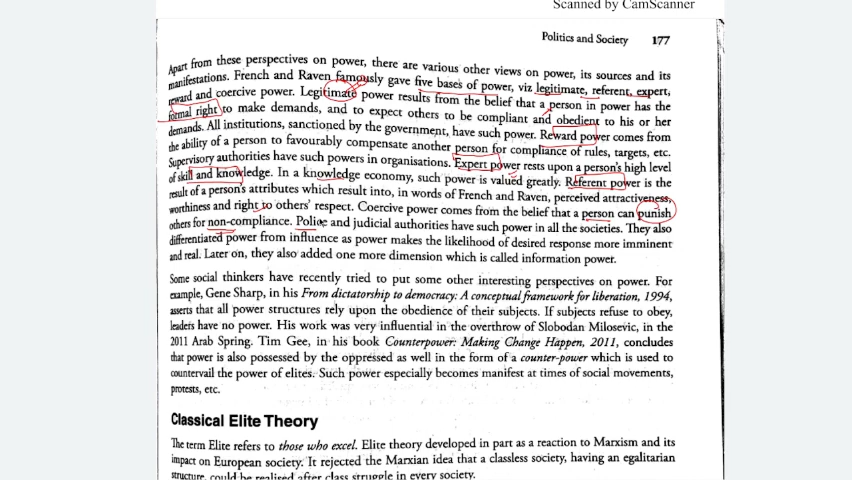 Scanned by CamScanner
Politics and Society 177
Apart from these perspectives on power, there are various other views on power, its sources and its
manifestations. French and Raven famously gave five bases of power, viz legitimate, referent, expert,
reward and coercive power. Legitimate power results from the belief that a person in power has the
formal right to make demands, and to expect others to be compliant and obedient to his or her
demands. All institutions, sanctioned by the government, have such power. Reward power comes from
the ability of a person to favourably compensate another person for compliance of rules, targets, etc.
Supervisory authorities have such powers in organisations. Expert power rests upon a person's high level
of skill and knowledge. In a knowledge economy, such power is valued greatly. Referent power is the
result of a person's attributes which result into, in words of French and Raven, perceived attractiveness,
worthiness and right to others' respect. Coercive power comes from the belief that a person can punish
others for non-compliance. Police and judicial authorities have such power in all the societies. They also
differentiated power from influence as power makes the likelihood of desired response more imminent
and real. Later on, they also added one more dimension which is called information power.
Some social thinkers have recently tried to put some other interesting perspectives on power. For
example, Gene Sharp, in his From dictatorship to democracy: A conceptual framework for liberation, 1994,
asserts that all power structures rely upon the obedience of their subjects. If subjects refuse to obey,
leaders have no power. His work was very influential in the overthrow of Slobodan Milosevic, in the
2011 Arab Spring. Tim Gee, in his book Counterpower: Making Change Happen, 2011, concludes
that power is also possessed by the oppressed as well in the form of a counter-power which is used to
countervail the power of elites. Such power especially becomes manifest at times of social movements,
protests, etc.
Classical Elite Theory
The term Elite refers to those who excel. Elite theory developed in part as a reaction to Marxism and its
impact on European society. It rejected the Marxian idea that a classless society, having an egalitarian
structure, could be realised after class struggle in every society.